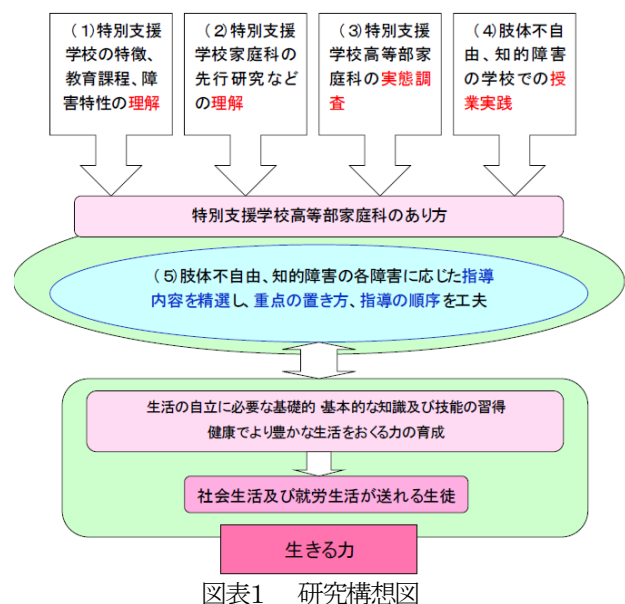 (1)特別支援
学校の特徴、
教育課程、障
害特性の理解
(2)特別支援
学校家庭科の
先行研究など
の理解
(3)特別支援
学校高等部家
庭科の実態調
査
(4)肢体不自
由、知的障害
の学校での授
業実践
特別支援学校高等部家庭科のあり方
(5)肢体不自由、知的障害の各障害に応じた指導
内容を精選し、重点の置き方、指導の順序を工夫
生活の自立に必要な基礎的・基本的な知識及び技能の習得
健康でより豊かな生活をおくる力の育成
社会生活及び就労生活が送れる生徒
生きる力
図表1 研究構想図